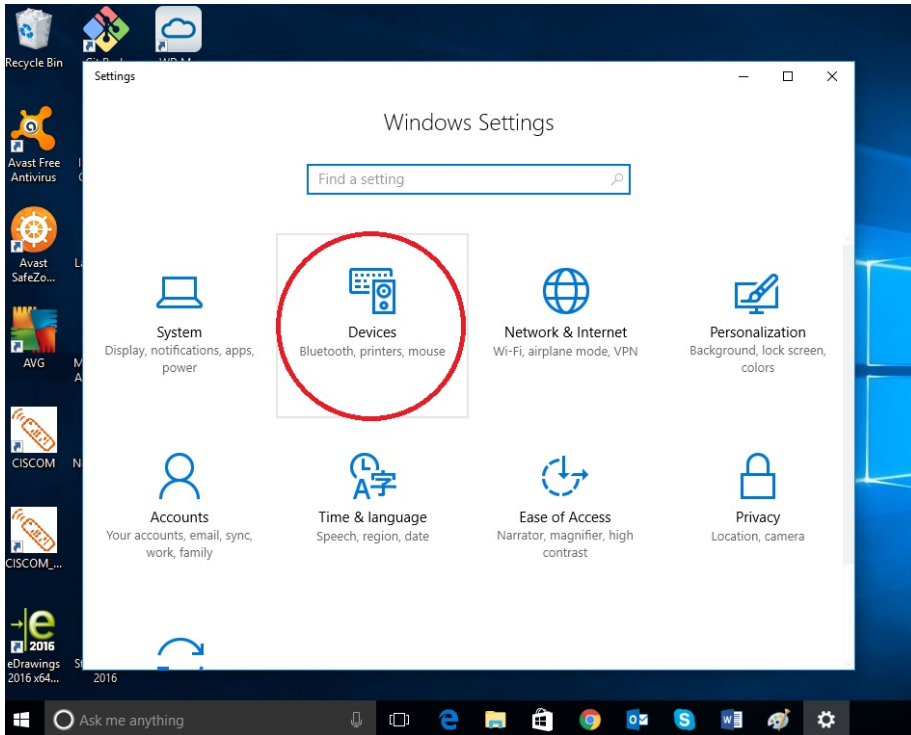 Recycle Bin
Settings
Windows Settings
Find a setting
Avast Free
Antivirus
Avast
SafeZo...
AVG
CISCOM
CISCOM_...
2016
eDrawings
2016 x64...
2016
System
Display, notifications, apps,
power
Devices
Bluetooth, printers, mouse
Network & Internet
Wi-Fi, airplane mode, VPN
Personalization
Background, lock screen,
colors
Accounts
Your accounts, email, sync,
work, family
Time & language
Speech, region, date
Ease of Access
Narrator, magnifier, high
contrast
Privacy
Location, camera
Ask me anything